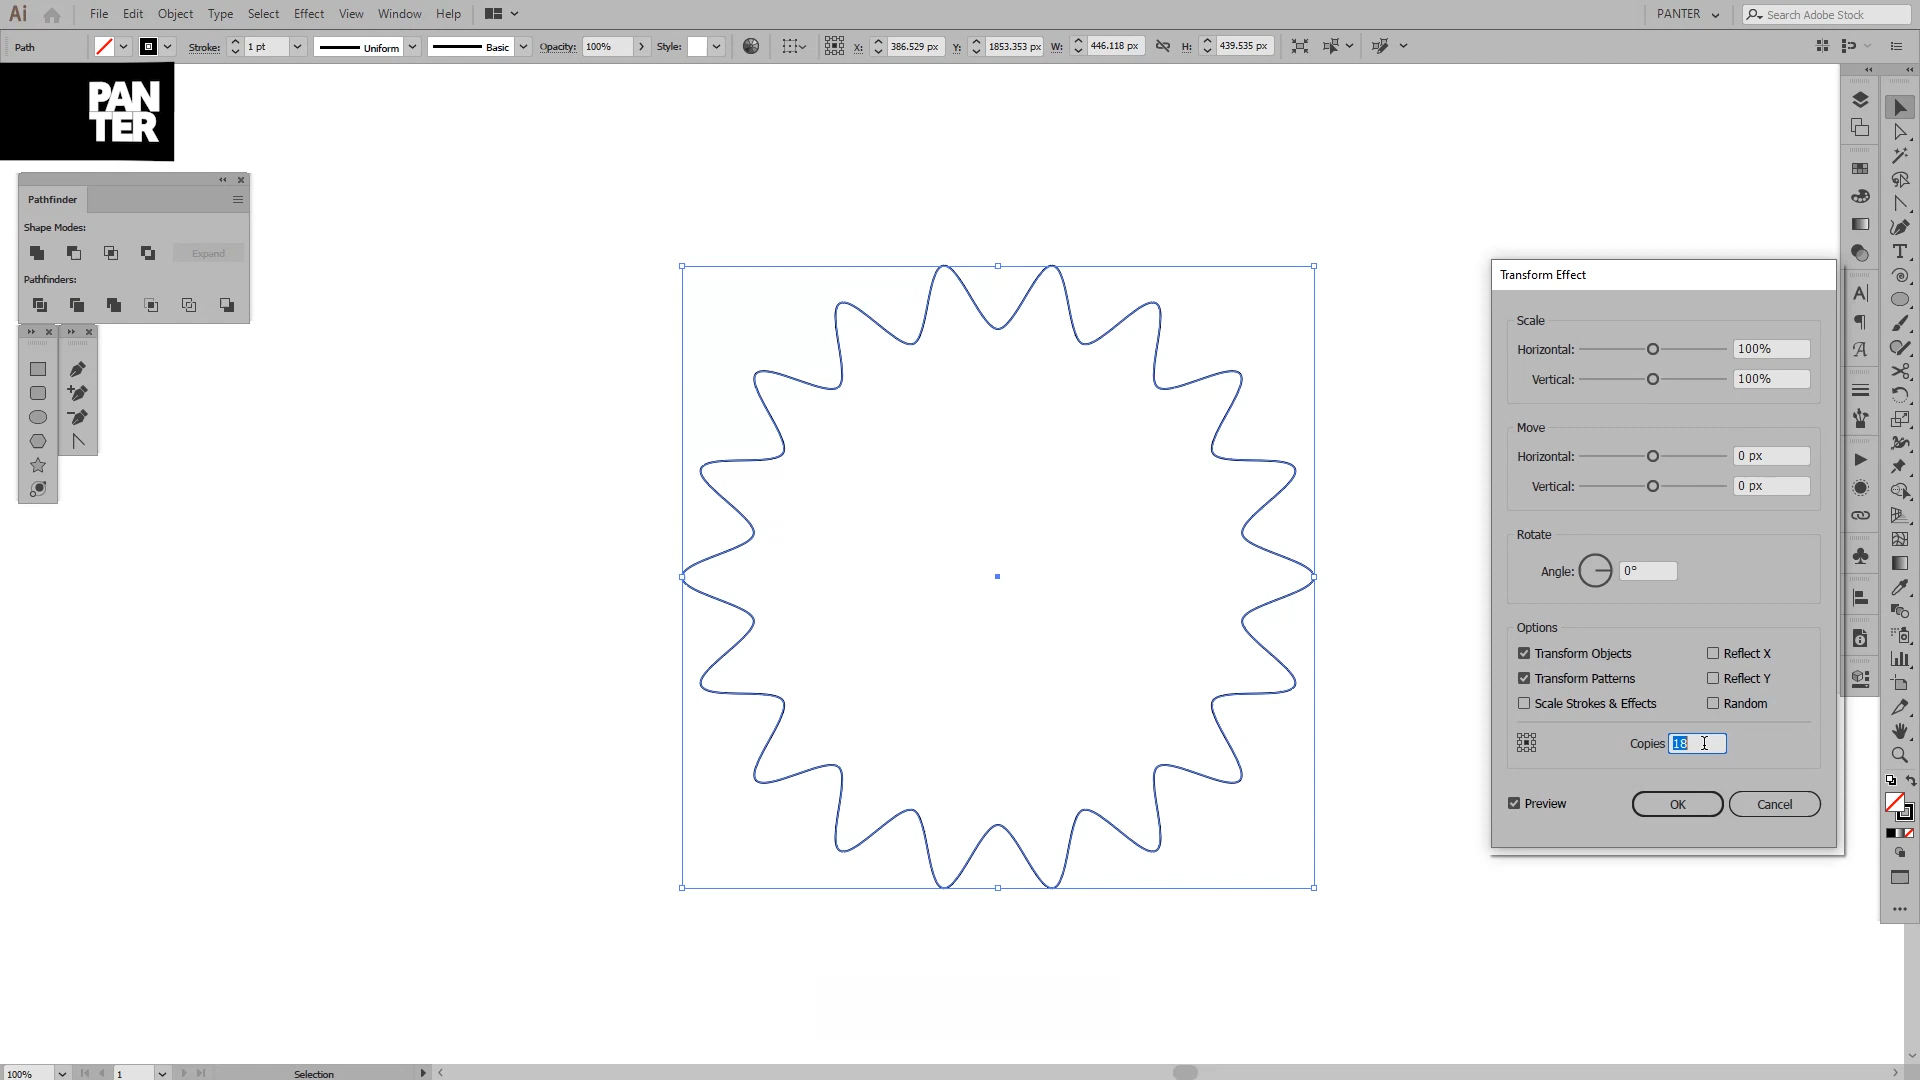 Ai File Edit Object Type Select Effect View Window Help PANTER Search Adobe Stock
Path Stroke: 1 pt Uniform Basic Opacity: 100% Style: X: 386.529 px Y: 1853.353 px W: 446.118 px H: 439.535 px
PAN
TER
Pathfinder
Shape Modes:
Expand
Pathfinders:
Transform Effect
Scale
Horizontal: 100%
Vertical: 100%
Move
Horizontal: 0 px
Vertical: 0 px
Rotate
Angle: 0°
Options
Transform Objects Reflect X
Transform Patterns Reflect Y
Scale Strokes & Effects Random
Copies 18
Preview OK Cancel
100% 1 Selection